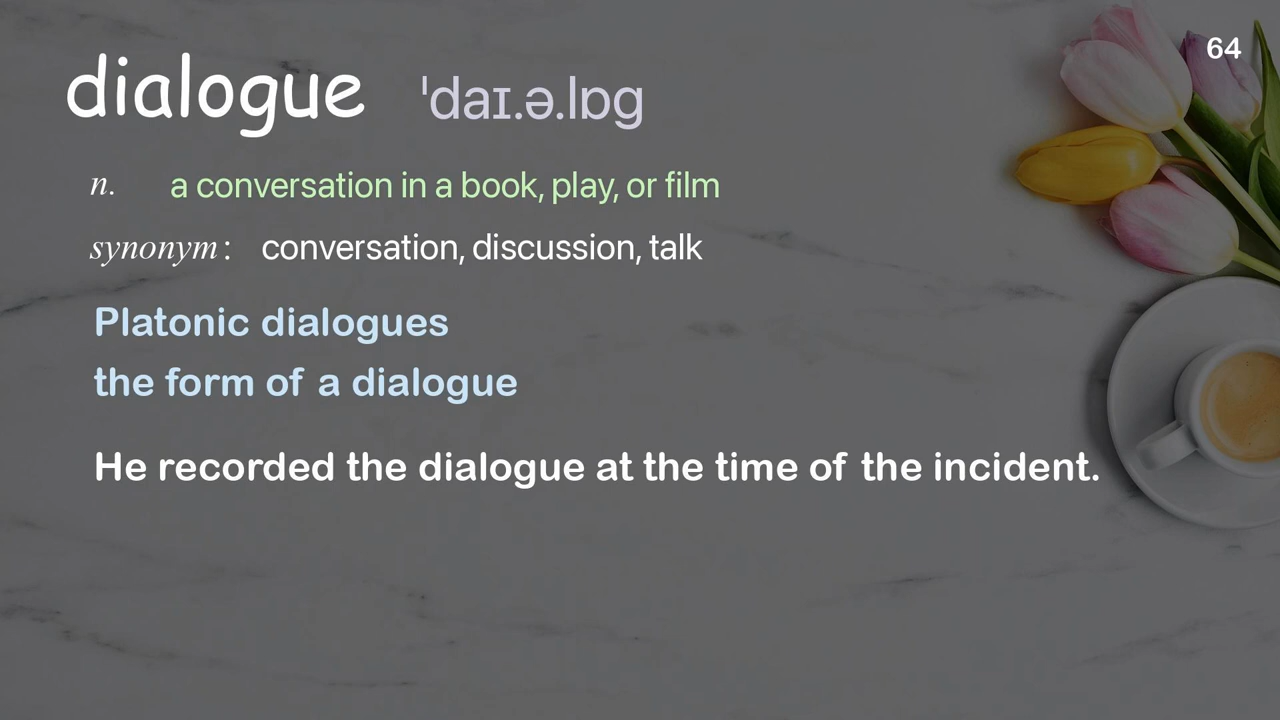 64
dialogue ˈdaɪ.ə.lɒg
n. a conversation in a book, play, or film
synonym: conversation, discussion, talk
Platonic dialogues
the form of a dialogue
He recorded the dialogue at the time of the incident.